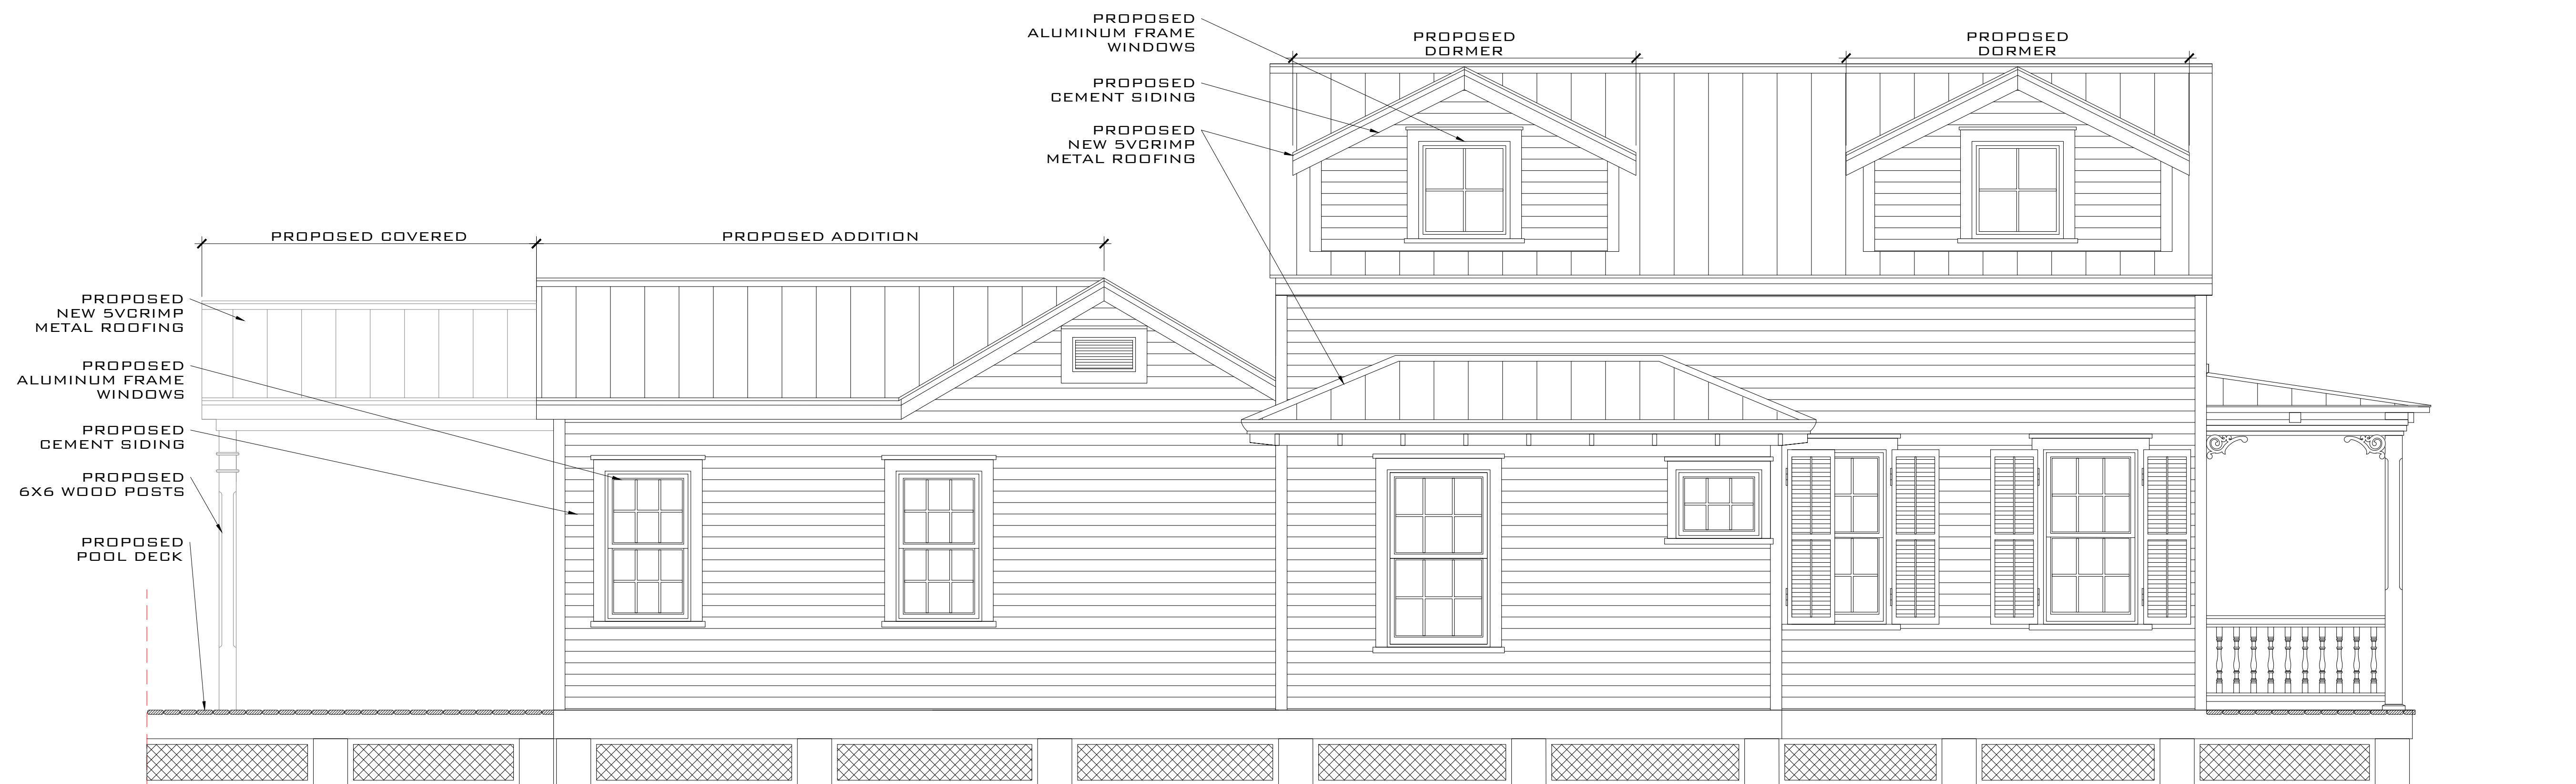 PROPOSED
ALUMINUM FRAME
WINDOWS
PROPOSED
DORMER
PROPOSED
DORMER
PROPOSED
CEMENT SIDING
PROPOSED
NEW 5VCRIMP
METAL ROOFING
PROPOSED COVERED
PROPOSED ADDITION
PROPOSED
NEW 5VCRIMP
METAL ROOFING
PROPOSED
ALUMINUM FRAME
WINDOWS
PROPOSED
CEMENT SIDING
PROPOSED
6X6 WOOD POSTS
PROPOSED
POOL DECK